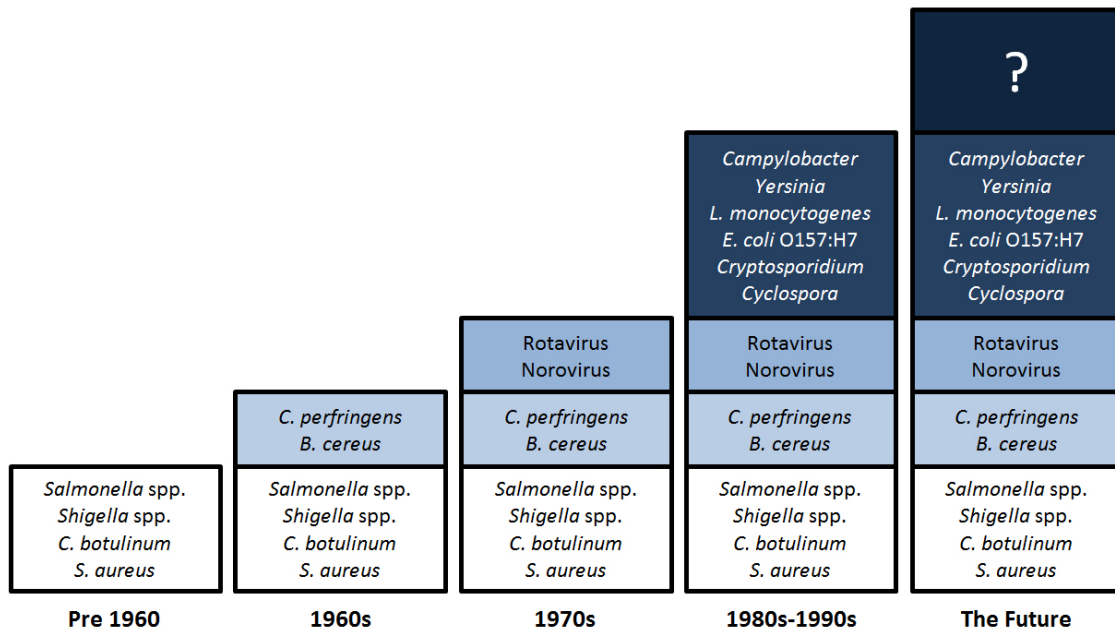 Salmonella spp.
Shigella spp.
C. botulinum
S. aureus
Pre 1960
C. perfringens
B. cereus
Salmonella spp.
Shigella spp.
C. botulinum
S. aureus
1960s
Rotavirus
Norovirus
C. perfringens
B. cereus
Salmonella spp.
Shigella spp.
C. botulinum
S. aureus
1970s
Campylobacter
Yersinia
L. monocytogenes
E. coli O157:H7
Cryptosporidium
Cyclospora
Rotavirus
Norovirus
C. perfringens
B. cereus
Salmonella spp.
Shigella spp.
C. botulinum
S. aureus
1980s-1990s
?
Campylobacter
Yersinia
L. monocytogenes
E. coli O157:H7
Cryptosporidium
Cyclospora
Rotavirus
Norovirus
C. perfringens
B. cereus
Salmonella spp.
Shigella spp.
C. botulinum
S. aureus
The Future